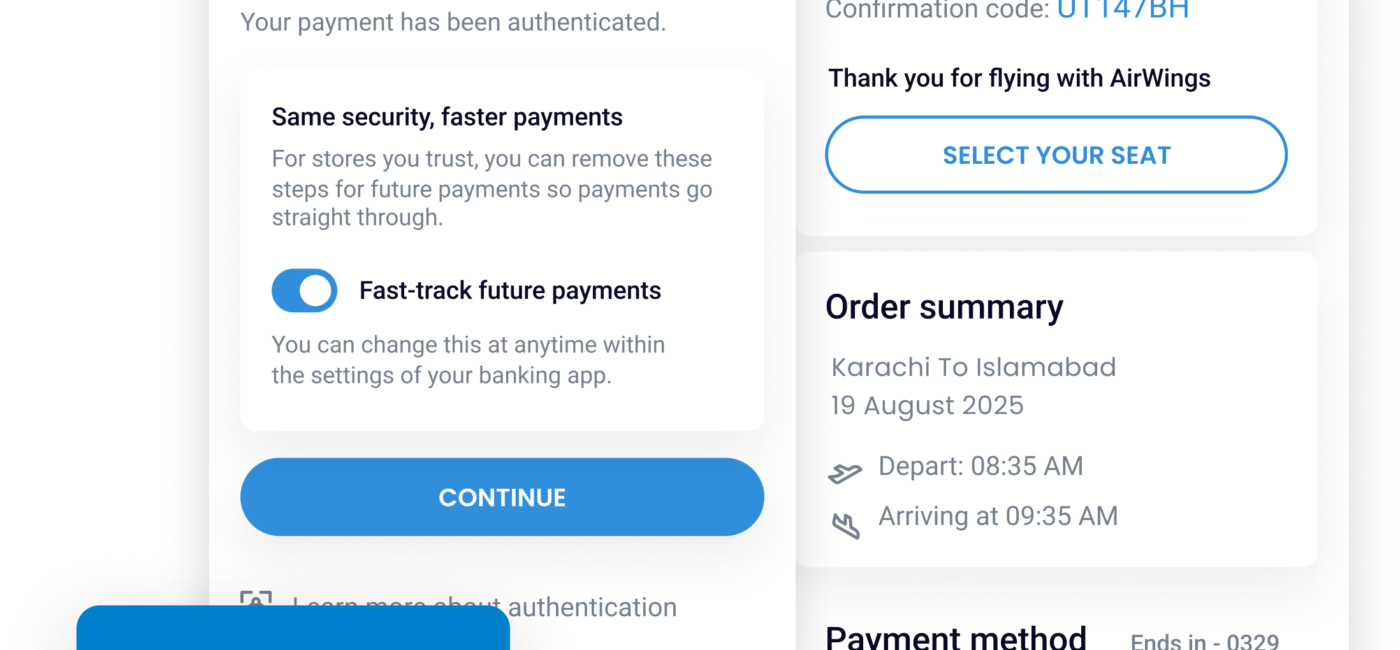 Your payment has been authenticated.
Same security, faster payments
For stores you trust, you can remove these
steps for future payments so payments go
straight through.
Fast-track future payments
You can change this at anytime within
the settings of your banking app.
CONTINUE
Learn more about authentication
Confirmation code: UT147BH
Thank you for flying with AirWings
SELECT YOUR SEAT
Order summary
Karachi To Islamabad
19 August 2025
Depart: 08:35 AM
Arriving at 09:35 AM
Payment method
Ends in - 0329